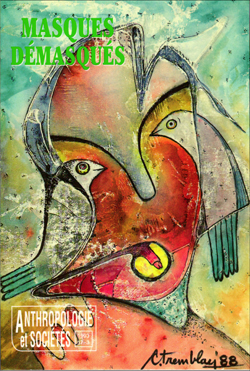 MASQUES
DÉMASQUÉS
ANTHROPOLOGIE
et SOCIÉTÉS
C. Tremblay '88